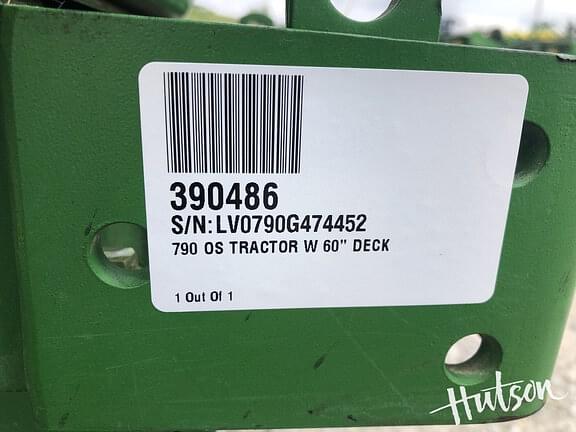 390486
S/N: LV0790G474452
790 OS TRACTOR W 60" DECK
1 Out Of 1
Hutson